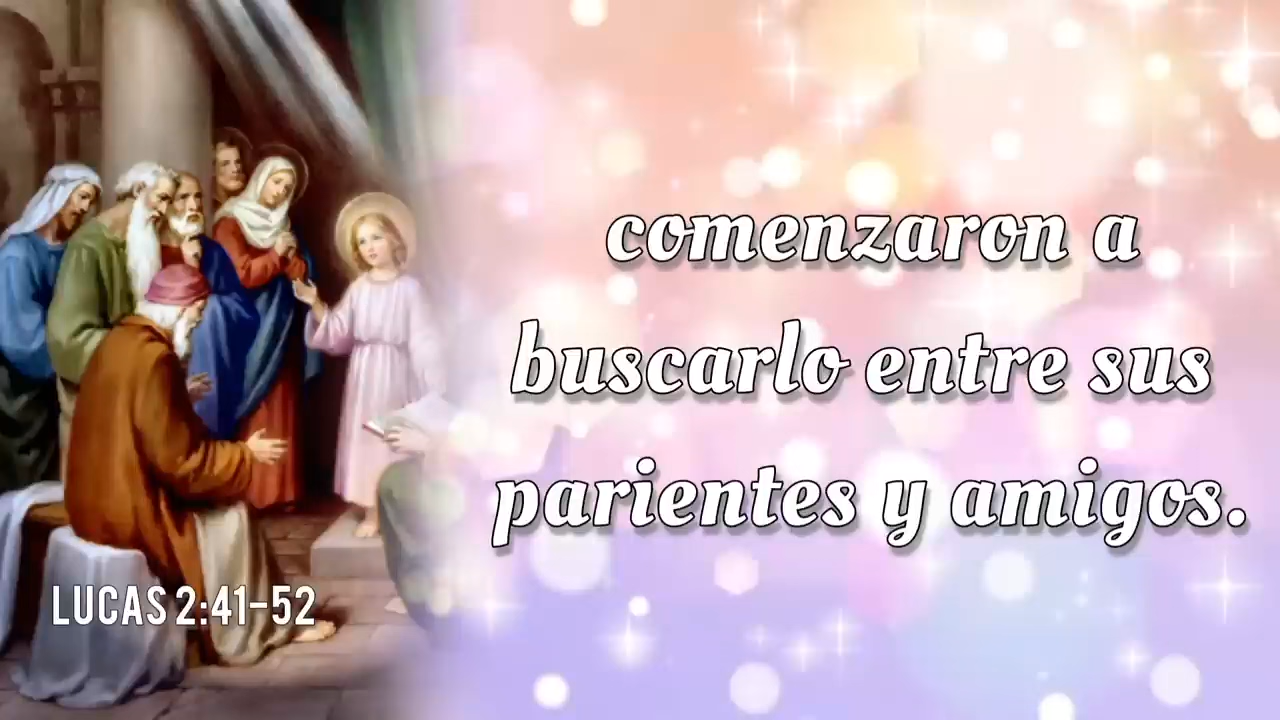 comenzaron a
buscarlo entre sus
parientes y amigos.
LUCAS 2:41-52